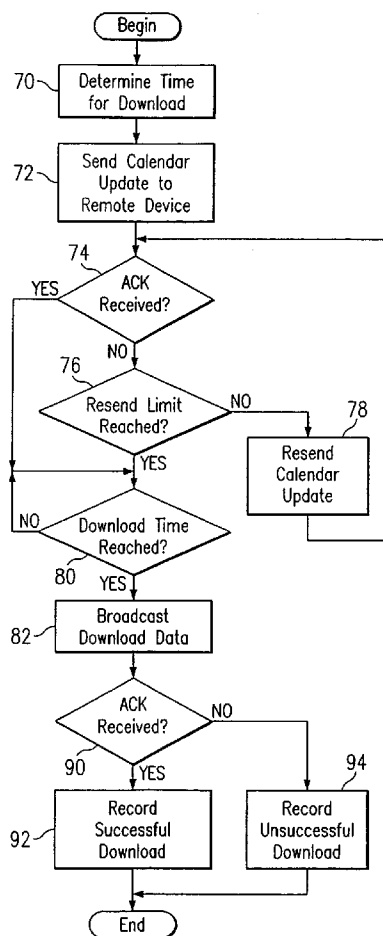 Begin
70
Determine Time
for Download
72
Send Calendar
Update to
Remote Device
74
YES
ACK
Received?
NO
76
Resend Limit
Reached?
NO
78
Resend
Calendar
Update
YES
NO
Download Time
Reached?
80
YES
82
Broadcast
Download Data
ACK
Received?
NO
90
YES
94
92
Record
Successful
Download
Record
Unsuccessful
Download
End